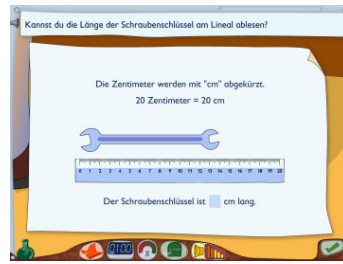 Kannst du die Länge der Schraubenschlüssel am Lineal ablesen?
Die Zentimeter werden mit "cm" abgekürzt.
20 Zentimeter = 20 cm
0 1 2 3 4 5 6 7 8 9 10 11 12 13 14 15 16 17 18 19 20
Der Schraubenschlüssel ist cm lang.
0100